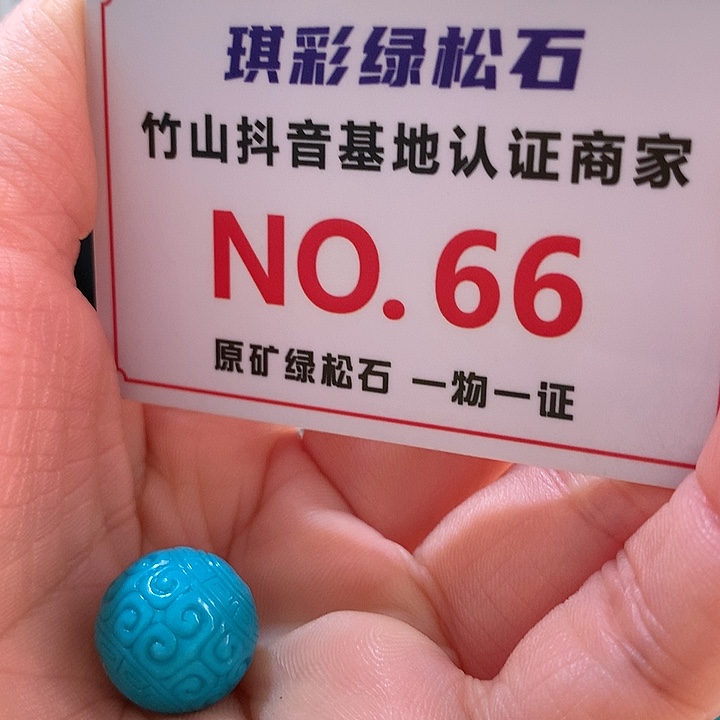 琪彩绿松石
竹山抖音基地认证商家
NO.66
原矿绿松石 一物一证